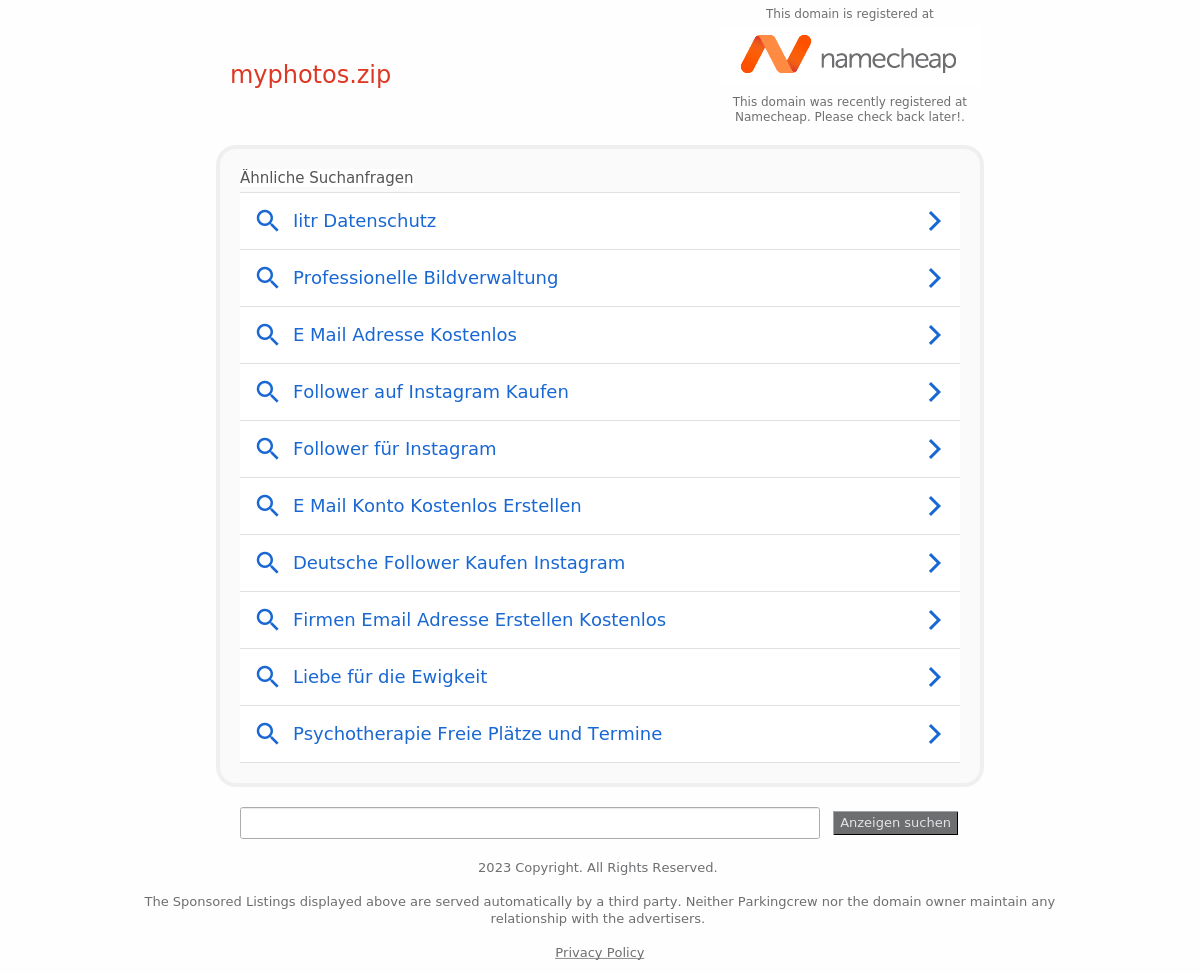 This domain is registered at
namecheap
myphotos.zip
This domain was recently registered at
Namecheap. Please check back later!.
Ähnliche Suchanfragen
Iitr Datenschutz
Professionelle Bildverwaltung
E Mail Adresse Kostenlos
Follower auf Instagram Kaufen
Follower für Instagram
E Mail Konto Kostenlos Erstellen
Deutsche Follower Kaufen Instagram
Firmen Email Adresse Erstellen Kostenlos
Liebe für die Ewigkeit
Psychotherapie Freie Plätze und Termine
Anzeigen suchen
2023 Copyright. All Rights Reserved.
The Sponsored Listings displayed above are served automatically by a third party. Neither Parkingcrew nor the domain owner maintain any
relationship with the advertisers.
Privacy Policy